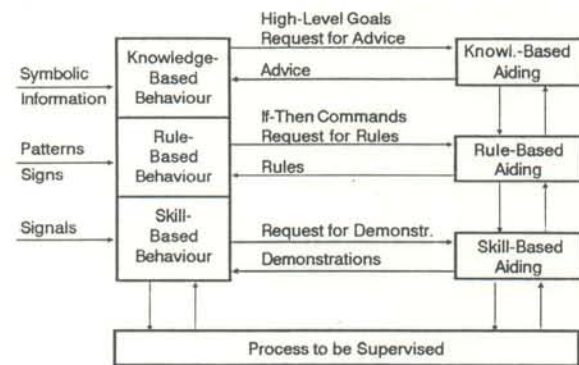 High-Level Goals
Request for Advice
Knowledge-
Based
Behaviour
Knowl.-Based
Aiding
Symbolic
Information
Advice
If-Then Commands
Request for Rules
Patterns
Signs
Rule-
Based
Behaviour
Rule-Based
Aiding
Rules
Signals
Skill-
Based
Behaviour
Request for Demonstr.
Skill-Based
Aiding
Demonstrations
Process to be Supervised